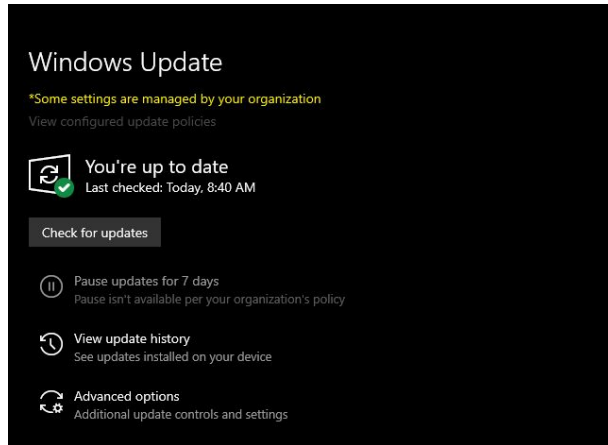 Windows Update
*Some settings are managed by your organization
View configured update policies
You're up to date
Last checked: Today, 8:40 AM
Check for updates
Pause updates for 7 days
Pause isn't available per your organization's policy
View update history
See updates installed on your device
Advanced options
Additional update controls and settings